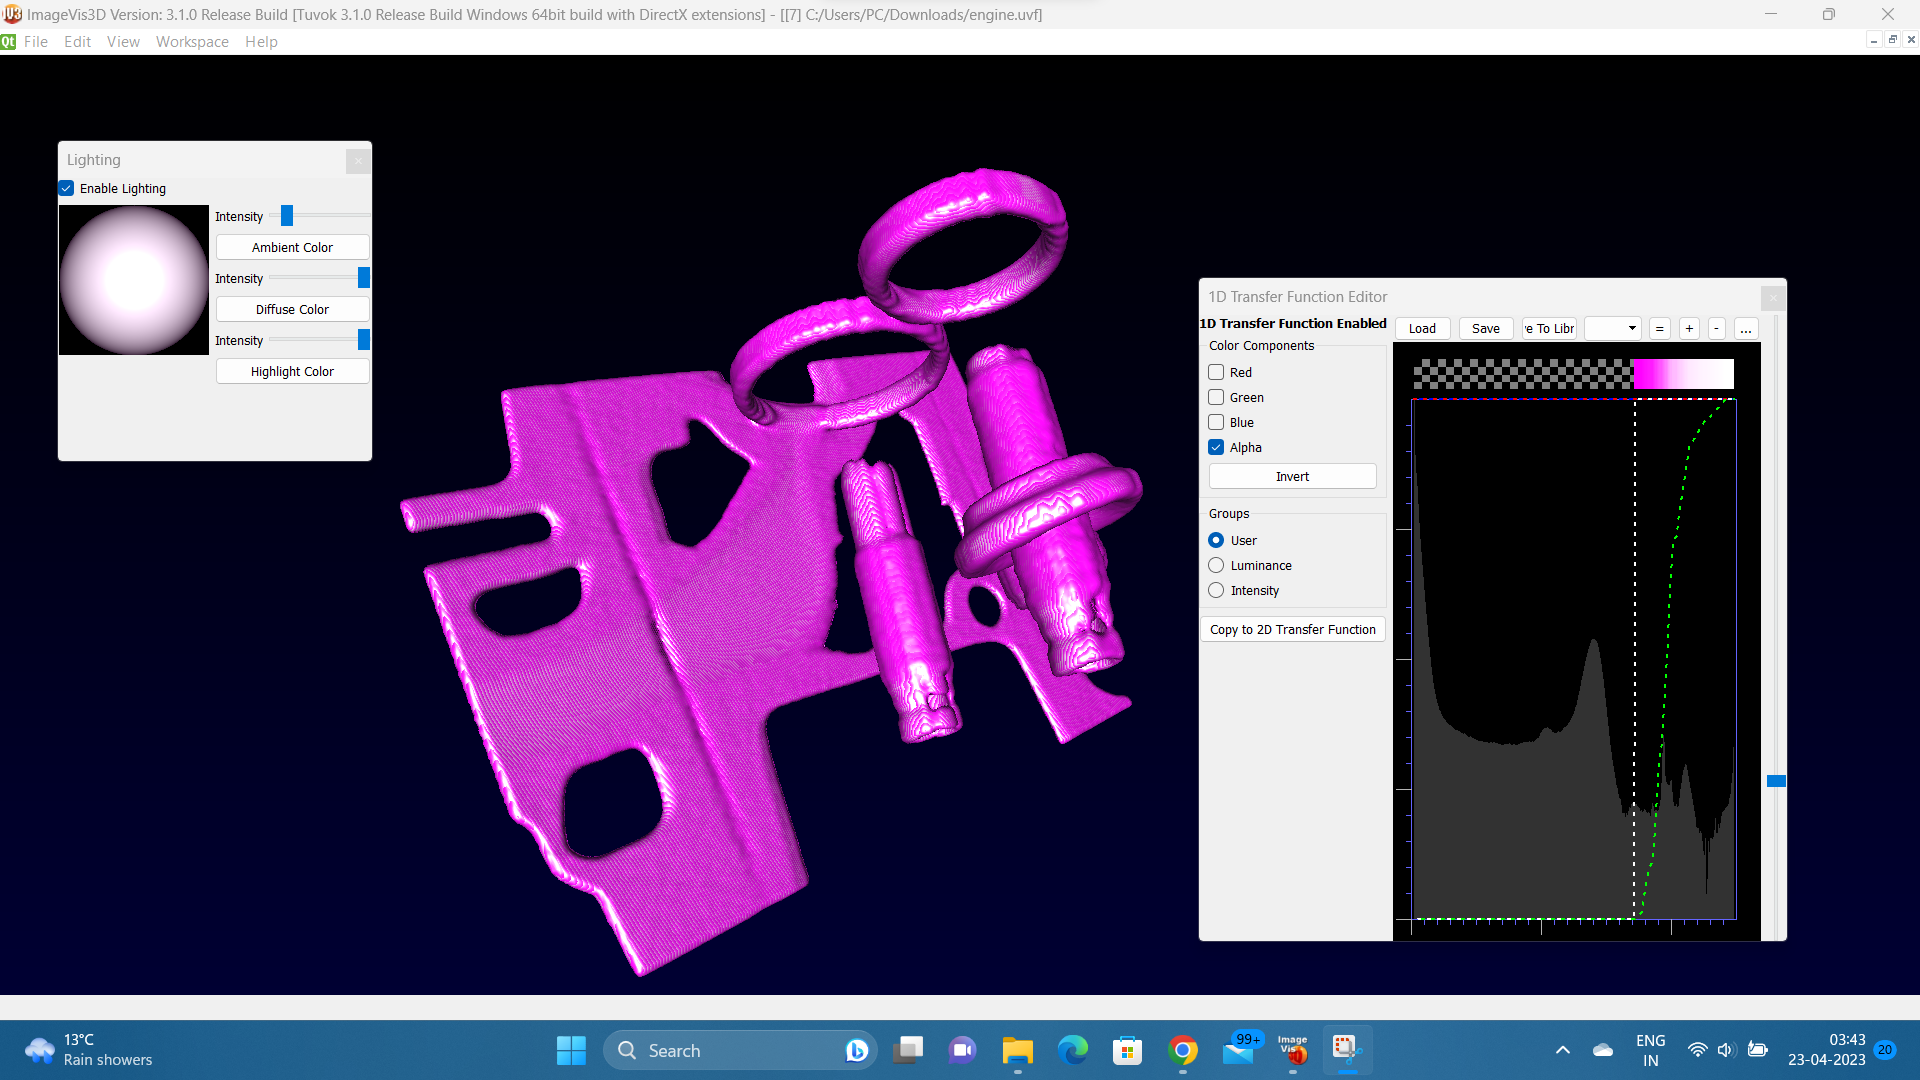 ImageVis3D Version: 3.1.0 Release Build [Tuvok 3.1.0 Release Build Windows 64bit build with DirectX extensions] - [[7] C:/Users/PC/Downloads/engine.uvf]
Qt File Edit View Workspace Help
Lighting
Enable Lighting
Intensity
Ambient Color
Intensity
Diffuse Color
Intensity
Highlight Color
1D Transfer Function Editor
1D Transfer Function Enabled
Load Save e To Libr = + - ...
Color Components
Red
Green
Blue
Alpha
Invert
Groups
User
Luminance
Intensity
Copy to 2D Transfer Function
13°C
Rain showers
Search
99+
Image
Vis
ENG
IN
03:43
23-04-2023
20